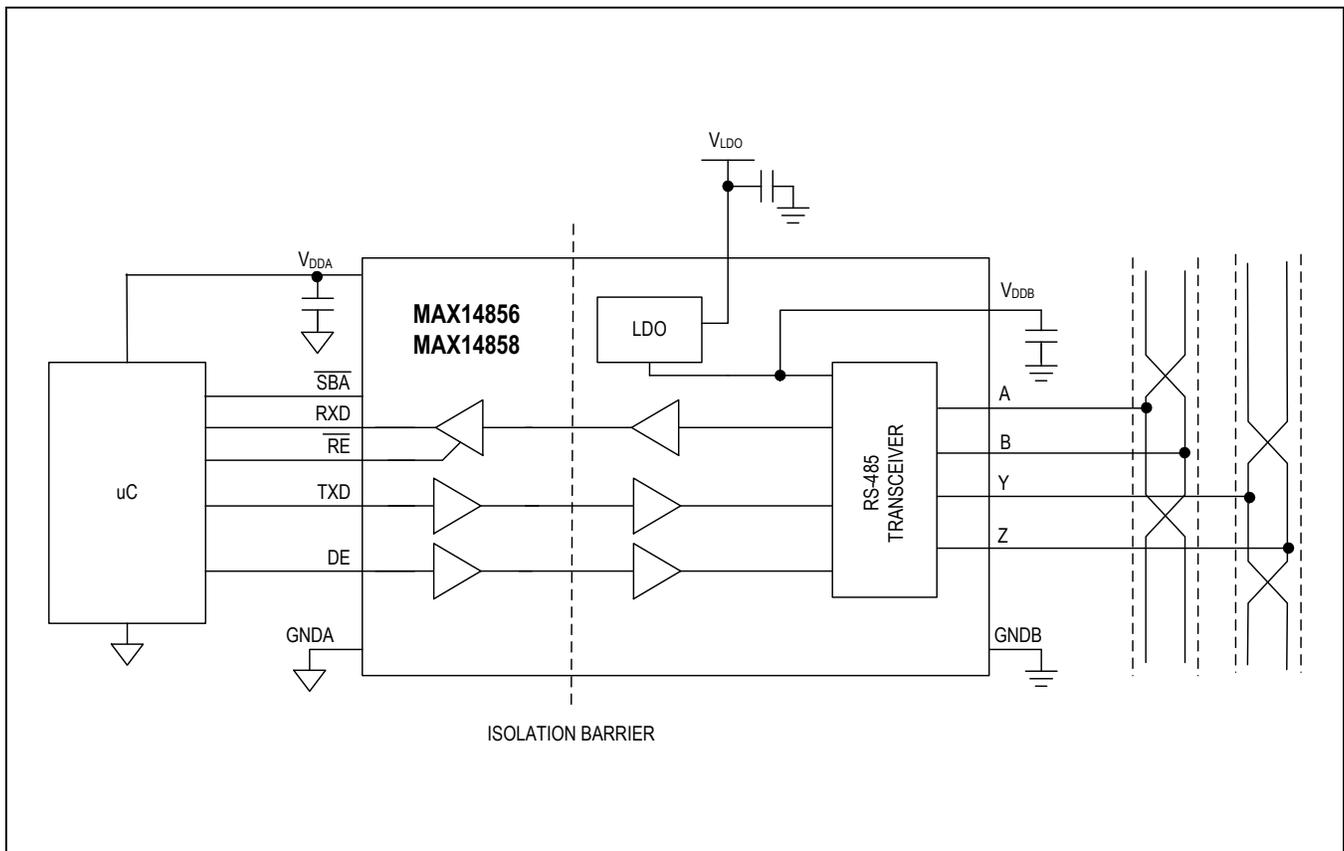 VLDO
VDDA
MAX14856
MAX14858
LDO
VDDB
SBA
RXD
RE
TXD
DE
uC
RS-485
TRANSCEIVER
A
B
Y
Z
GNDA
GNDB
ISOLATION BARRIER